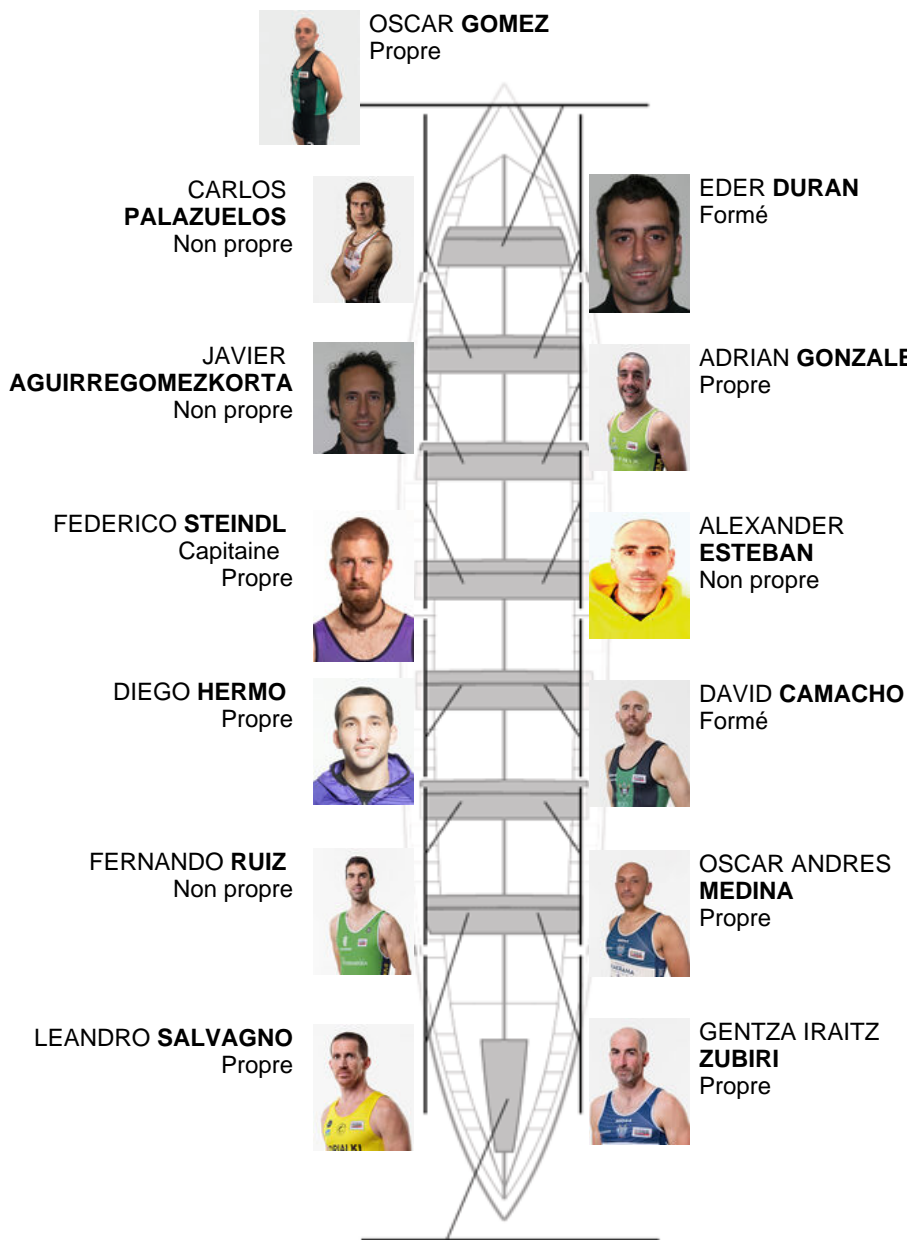 OSCAR GOMEZ
Propre
CARLOS
PALAZUELOS
Non propre
EDER DURAN
Formé
JAVIER
AGUIRREGOMEZKORTA
Non propre
ADRIAN GONZALE
Propre
FEDERICO STEINDL
Capitaine
Propre
ALEXANDER
ESTEBAN
Non propre
DIEGO HERMO
Propre
DAVID CAMACHO
Formé
FERNANDO RUIZ
Non propre
OSCAR ANDRES
MEDINA
Propre
LEANDRO SALVAGNO
Propre
GENTZA IRAITZ
ZUBIRI
Propre